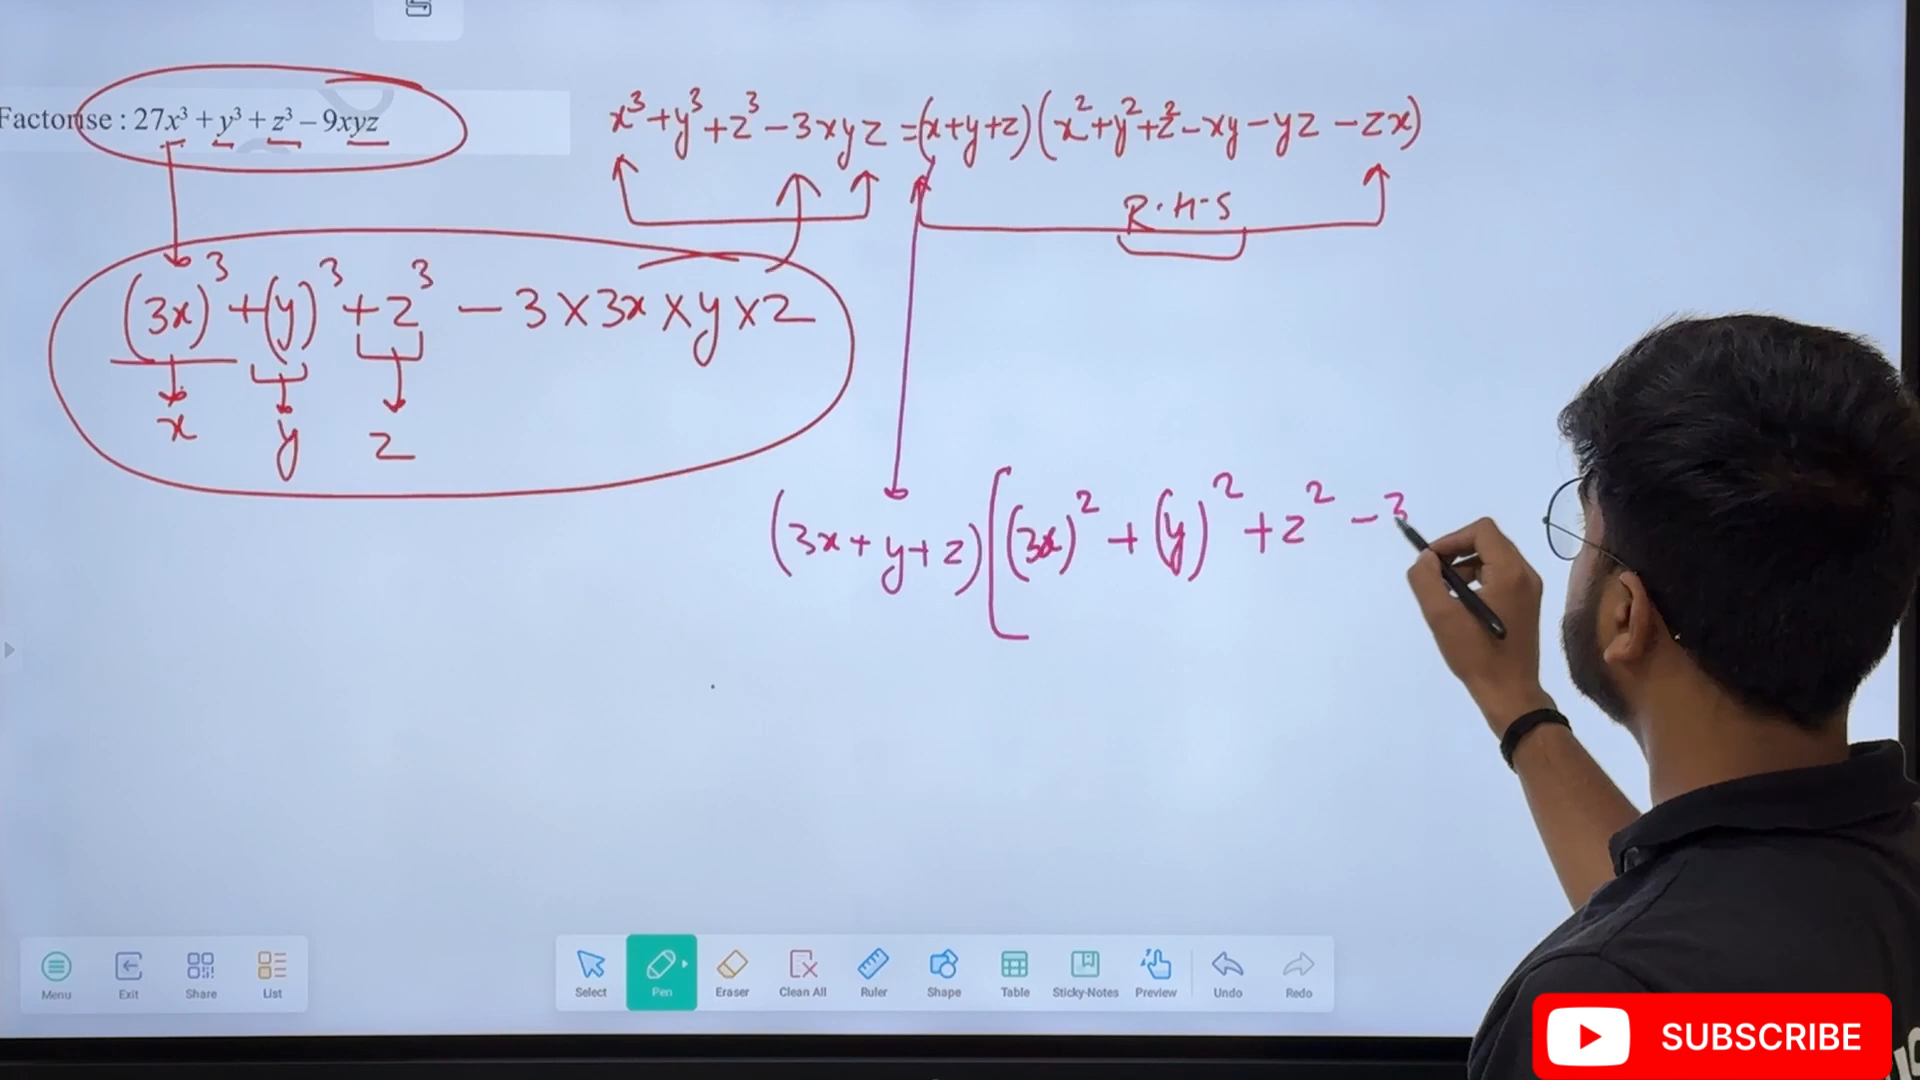 Factorise : 27x³ + y³ + z³ – 9xyz
x³+y³+z³-3xyz=(x+y+z)(x²+y²+z²-xy-yz-zx)
R.H.S
(3x)³+(y)³+z³-3×3x×y×z
x y z
(3x+y+z)[(3x)²+(y)²+z²-3
Menu Exit Share List Select Pen Eraser Clean All Ruler Shape Table Sticky-Notes Preview Undo Redo
SUBSCRIBE